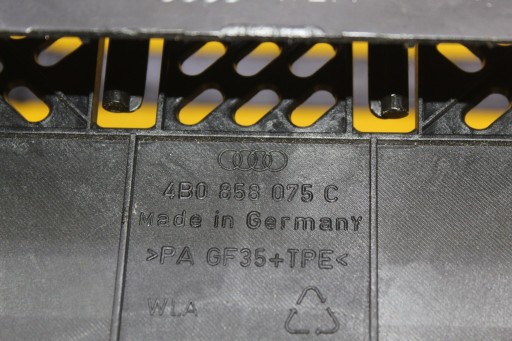 4B0 858 075 C
Made in Germany
>PA GF35+TPE<
WLA